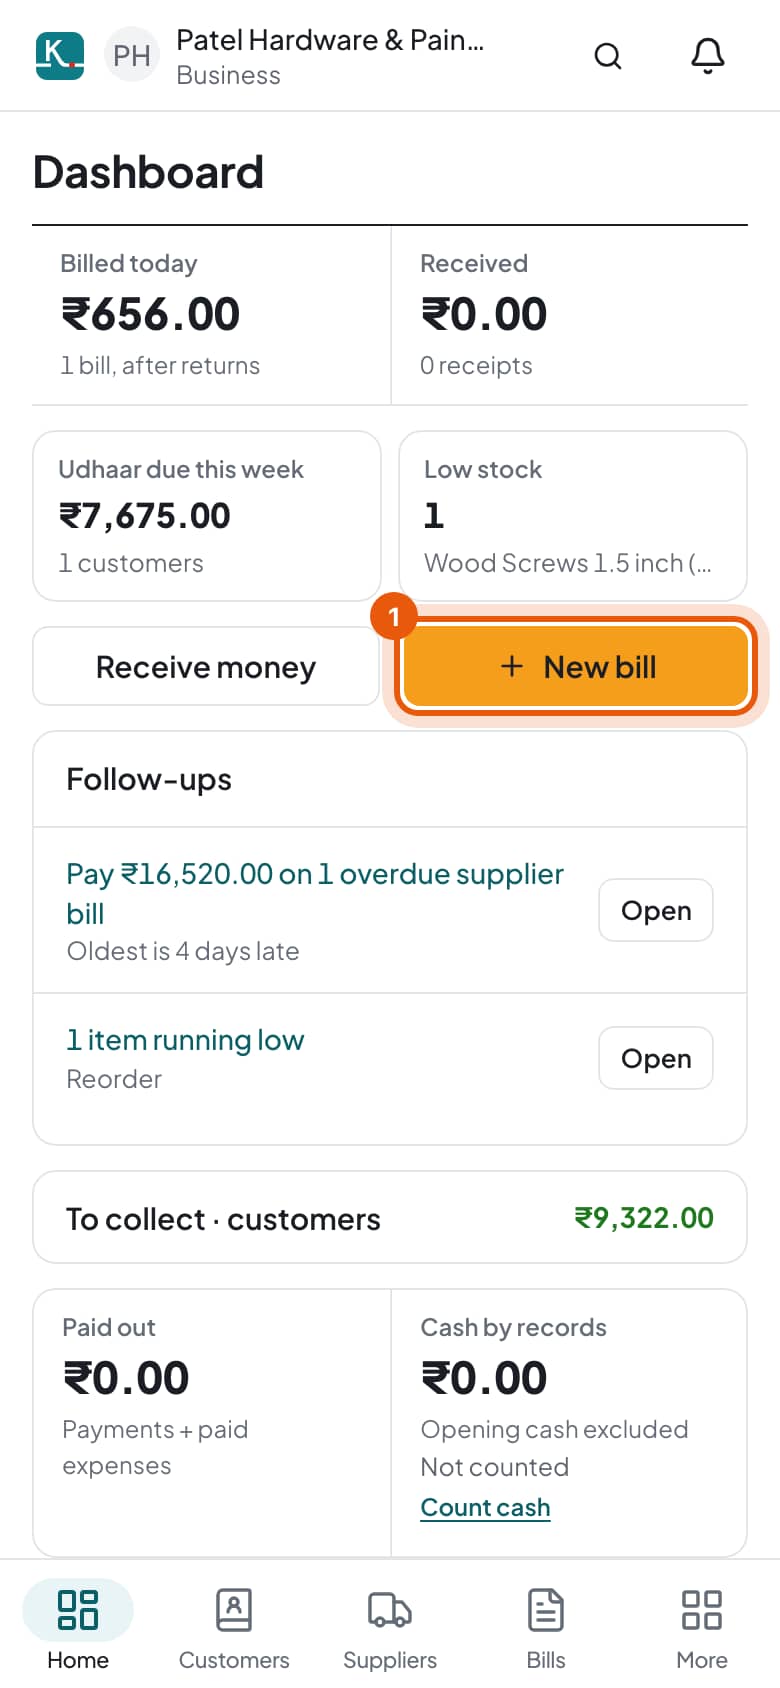 K.
PH
Patel Hardware & Pain...
Business
Dashboard
Billed today
₹656.00
1 bill, after returns
Received
₹0.00
0 receipts
Udhaar due this week
₹7,675.00
1 customers
Low stock
1
Wood Screws 1.5 inch (...
1
Receive money
+ New bill
Follow-ups
Pay ₹16,520.00 on 1 overdue supplier
bill
Oldest is 4 days late
Open
1 item running low
Reorder
Open
To collect · customers
₹9,322.00
Paid out
₹0.00
Payments + paid
expenses
Cash by records
₹0.00
Opening cash excluded
Not counted
Count cash
Home
Customers
Suppliers
Bills
More